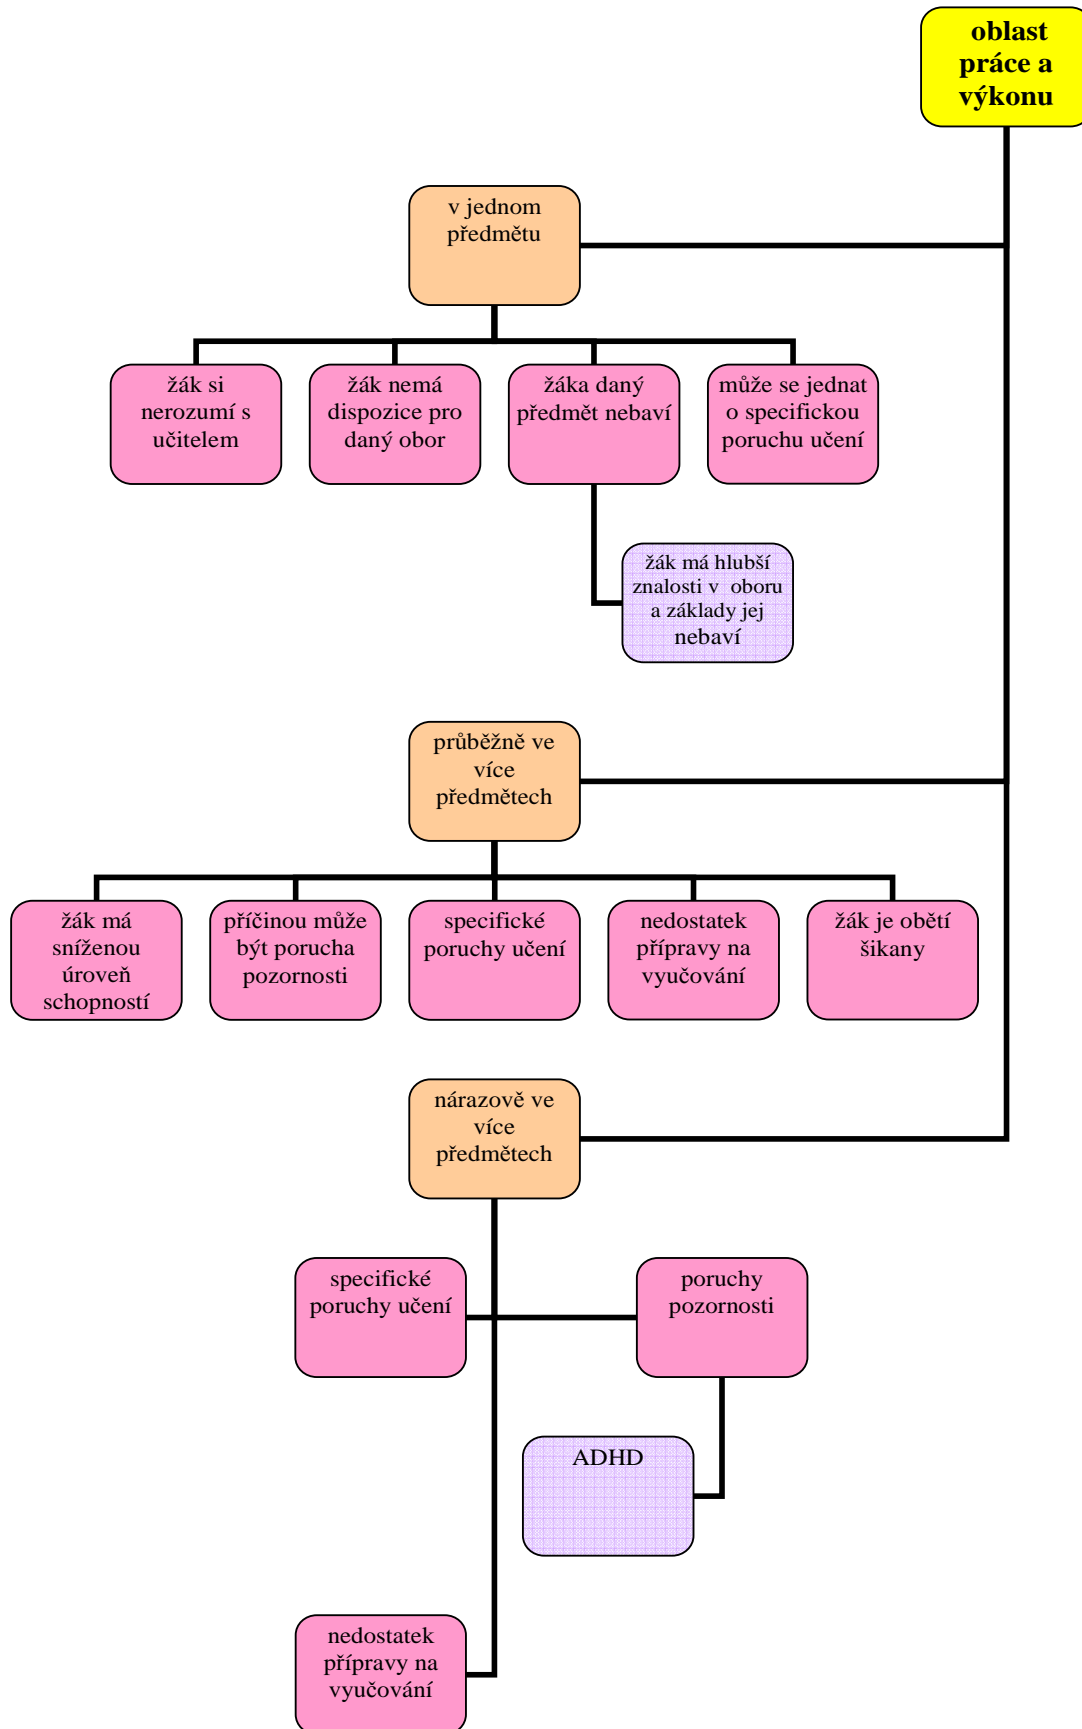 oblast
práce a
výkonu
v jednom
předmětu
žák si
nerozumí s
učitelem
žák nemá
dispozice pro
daný obor
žáka daný
předmět nebaví
může se jednat
o specifickou
poruchu učení
žák má hlubší
znalosti v oboru
a základy jej
nebaví
průběžně ve
více
předmětech
žák má
sníženou
úroveň
schopností
příčinou může
být porucha
pozornosti
specifické
poruchy učení
nedostatek
přípravy na
vyučování
žák je obětí
šikany
nárazově ve
více
předmětech
specifické
poruchy učení
poruchy
pozornosti
ADHD
nedostatek
přípravy na
vyučování